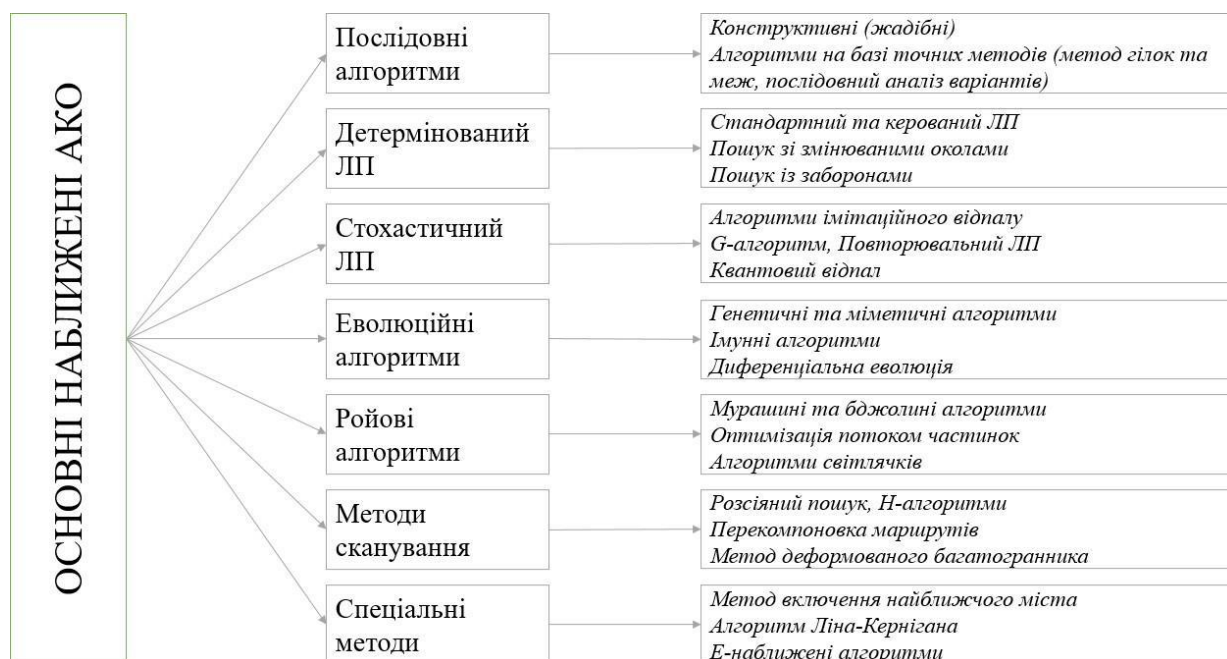 ОСНОВНІ НАБЛИЖЕНІ АКО
Послідовні
алгоритми
Конструктивні (жадібні)
Алгоритми на базі точних методів (метод гілок та
меж, послідовний аналіз варіантів)
Детермінований
ЛП
Стандартний та керований ЛП
Пошук зі змінюваними околами
Пошук із заборонами
Стохастичний
ЛП
Алгоритми імітаційного відпалу
G-алгоритм, Повторювальний ЛП
Квантовий відпал
Еволюційні
алгоритми
Генетичні та міметичні алгоритми
Імунні алгоритми
Диференціальна еволюція
Ройові
алгоритми
Мурашині та бджолині алгоритми
Оптимізація потоком частинок
Алгоритми світлячків
Методи
сканування
Розсіяний пошук, Н-алгоритми
Перекомпоновка маршрутів
Метод деформованого багатогранника
Спеціальні
методи
Метод включення найближчого міста
Алгоритм Ліна-Кернігана
Е-наближені алгоритми